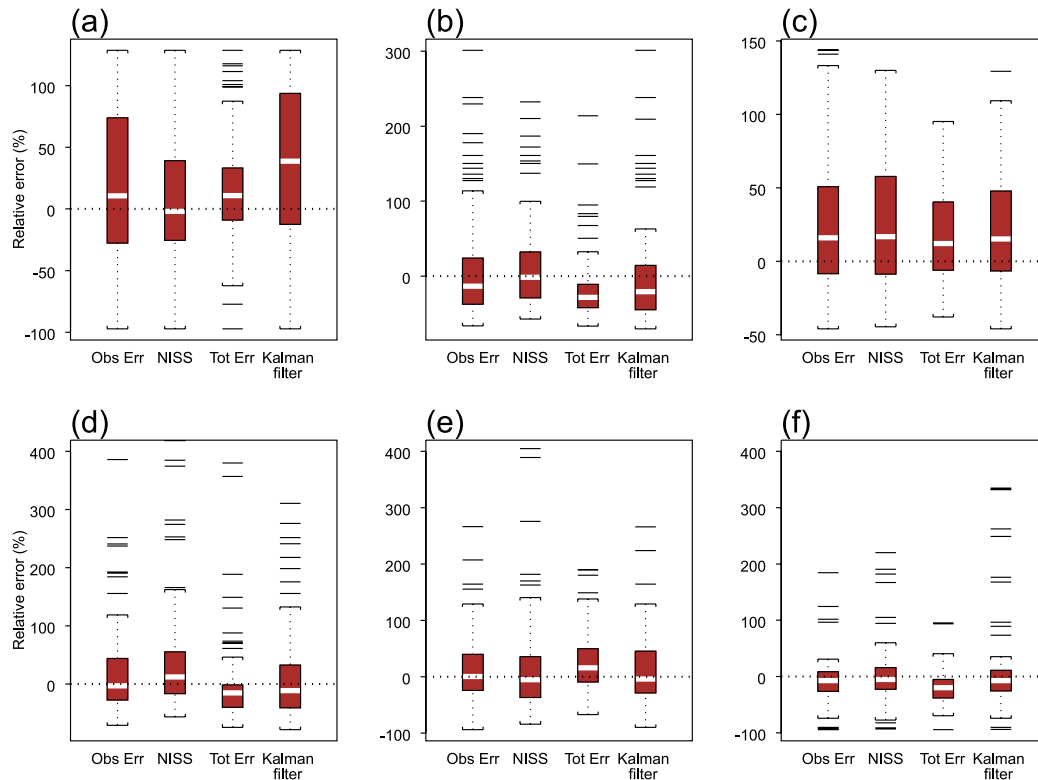 (a)
Relative error (%)
100
50
0
-50
-100
Obs Err NISS Tot Err Kalman
filter
(b)
300
200
100
0
Obs Err NISS Tot Err Kalman
filter
(c)
150
100
50
0
-50
Obs Err NISS Tot Err Kalman
filter
(d)
Relative error (%)
400
300
200
100
0
Obs Err NISS Tot Err Kalman
filter
(e)
400
300
200
100
0
-100
Obs Err NISS Tot Err Kalman
filter
(f)
400
300
200
100
0
-100
Obs Err NISS Tot Err Kalman
filter